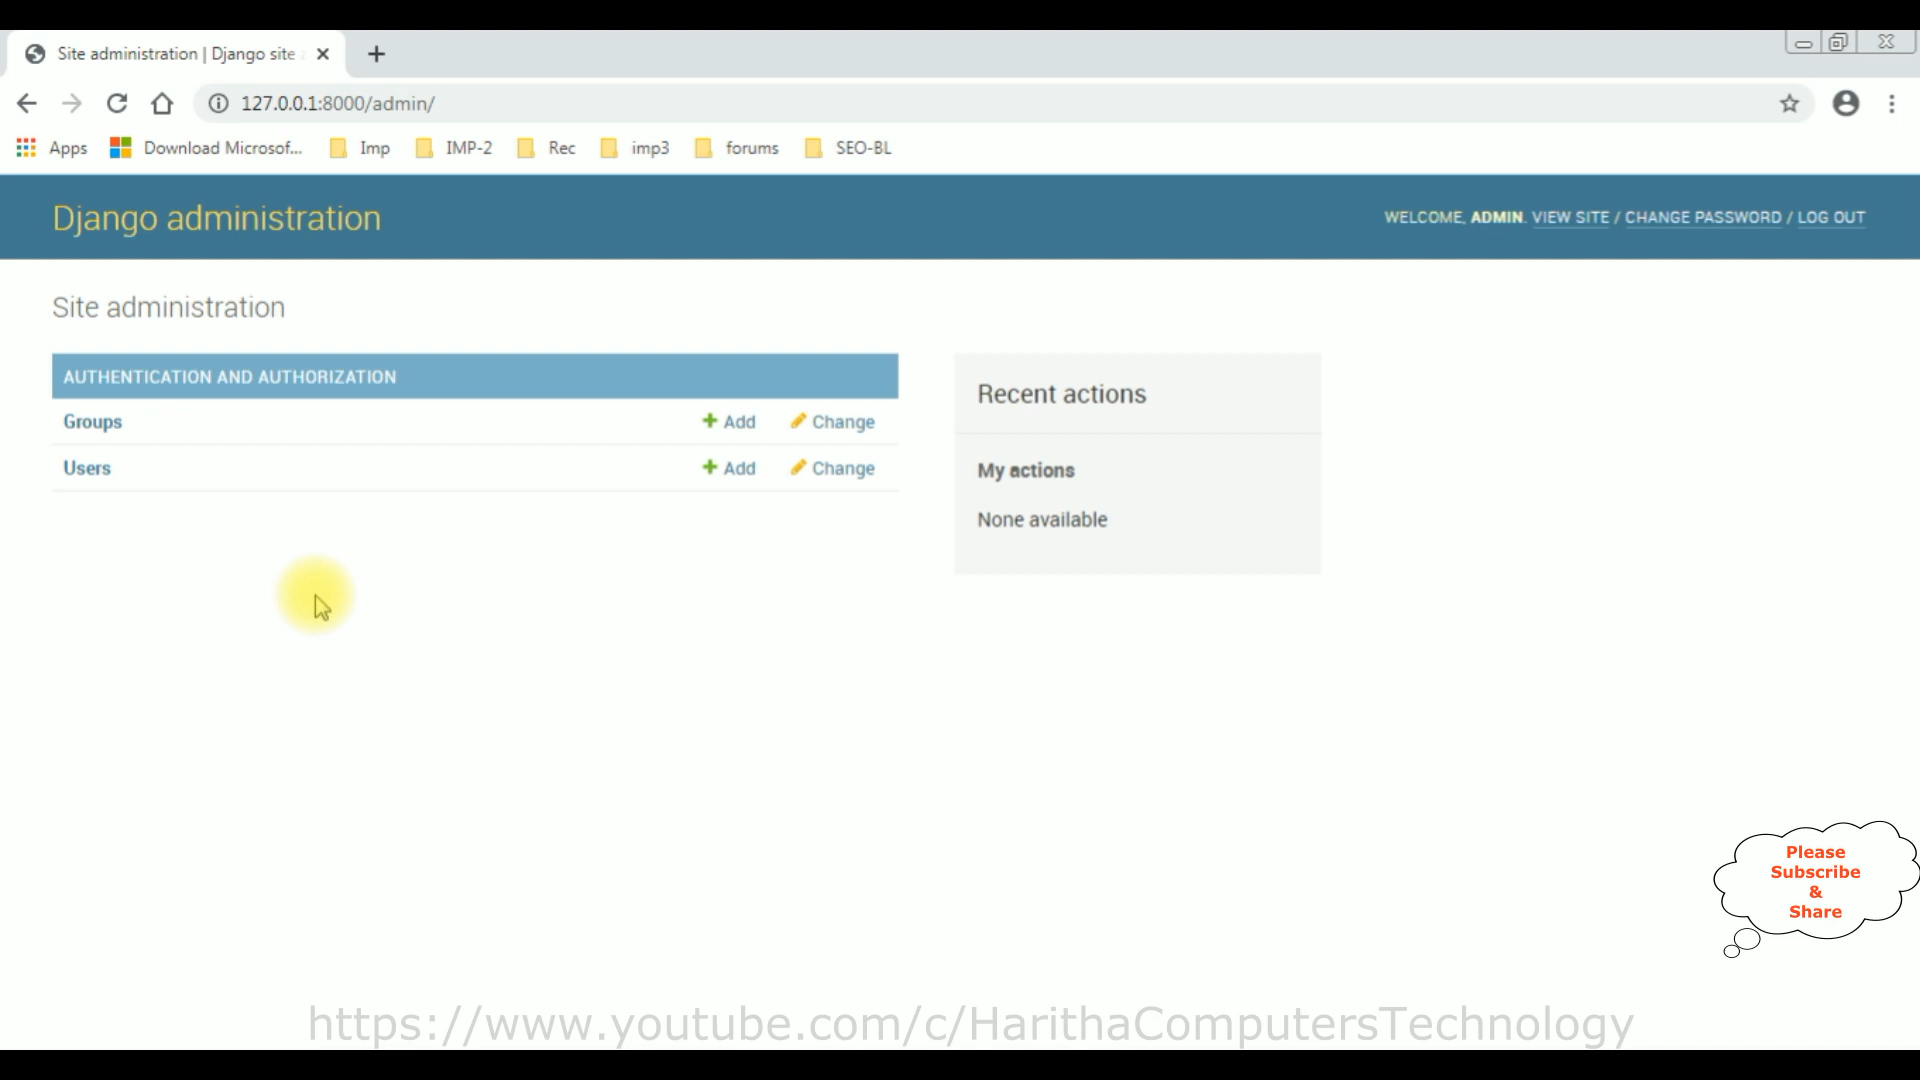 Site administration | Django site
127.0.0.1:8000/admin/
Apps Download Microsof... Imp IMP-2 Rec imp3 forums SEO-BL
Django administration
WELCOME, ADMIN. VIEW SITE / CHANGE PASSWORD / LOG OUT
Site administration
AUTHENTICATION AND AUTHORIZATION
Groups Add Change
Users Add Change
Recent actions
My actions
None available
Please
Subscribe
&
Share
https://www.youtube.com/c/HarithaComputersTechnology